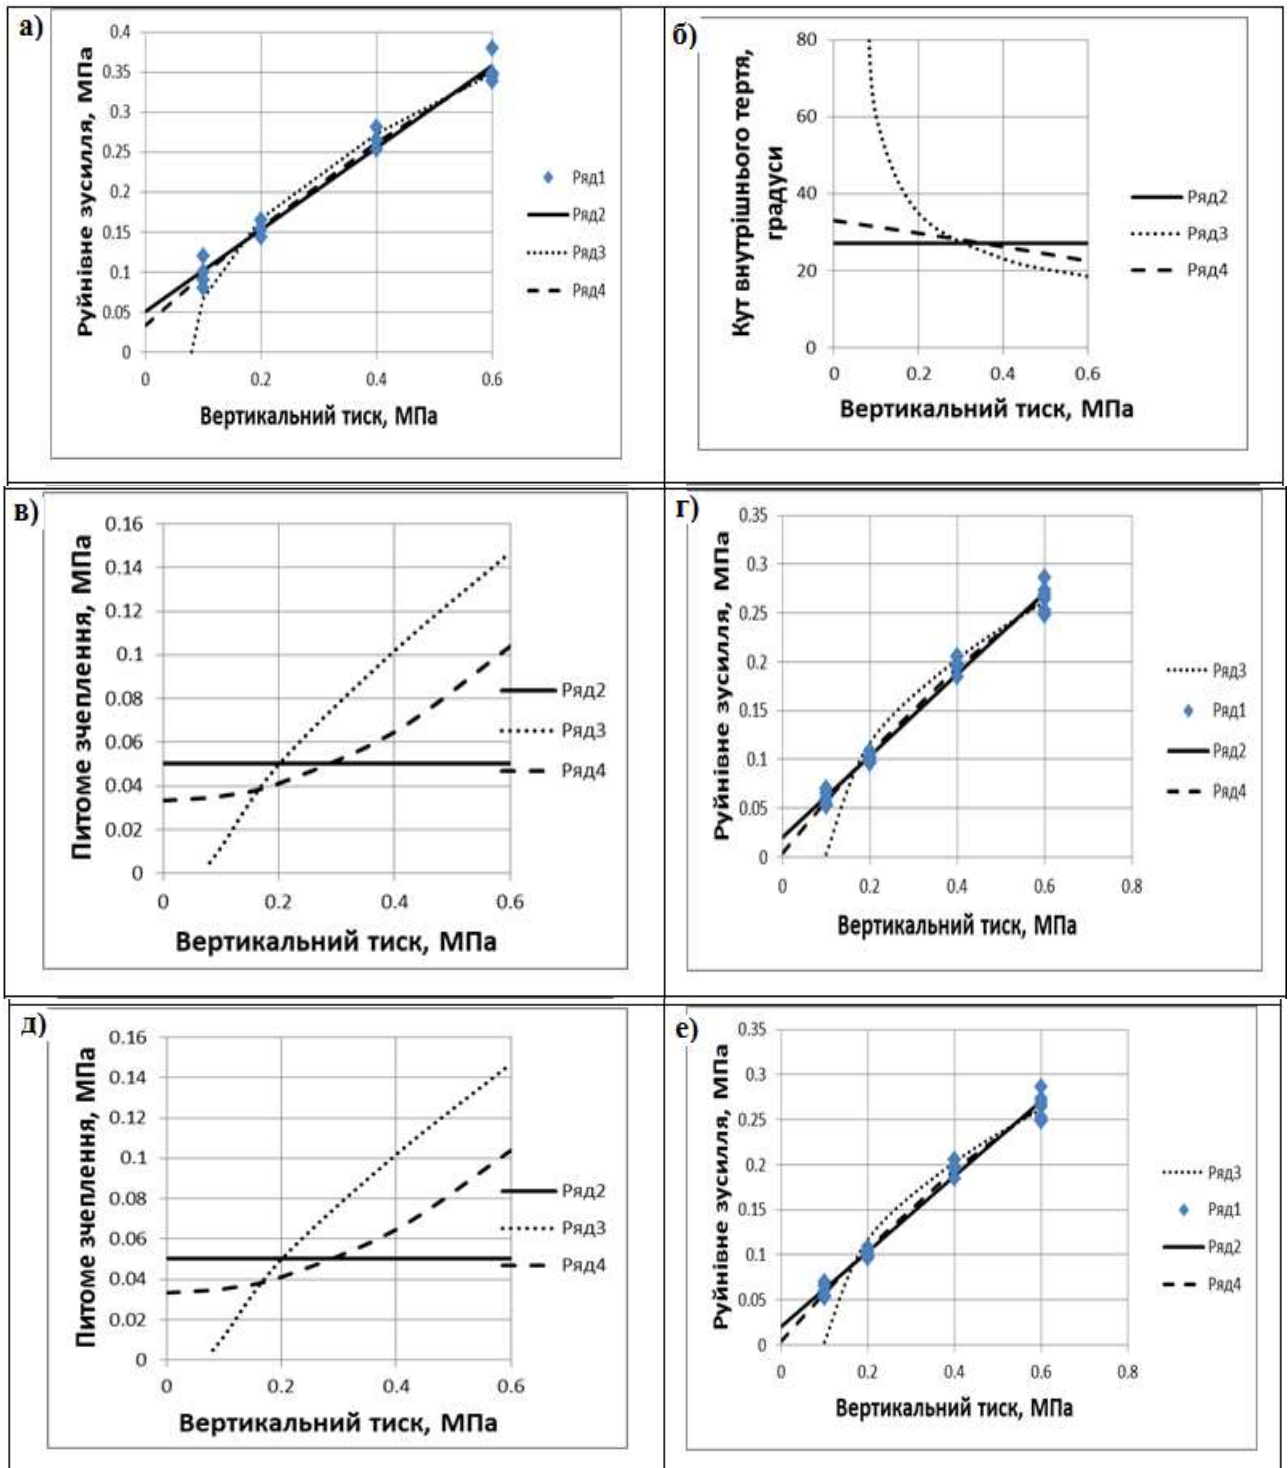 а)
Руйнівне зусилля, МПа
0.4
0.35
0.3
0.25
0.2
0.15
0.1
0.05
0
0
0.2
0.4
0.6
Вертикальний тиск, МПа
Ряд1
Ряд2
Ряд3
Ряд4
б)
Кут внутрішнього тертя,
градуси
80
60
40
20
0
0
0.2
0.4
0.6
Вертикальний тиск, МПа
Ряд2
Ряд3
Ряд4
в)
Питоме зчеплення, МПа
0.16
0.14
0.12
0.1
0.08
0.06
0.04
0.02
0
0
0.2
0.4
0.6
Вертикальний тиск, МПа
Ряд2
Ряд3
Ряд4
г)
Руйнівне зусилля, МПа
0.35
0.3
0.25
0.2
0.15
0.1
0.05
0
0
0.2
0.4
0.6
0.8
Вертикальний тиск, МПа
Ряд3
Ряд1
Ряд2
Ряд4
д)
Питоме зчеплення, МПа
0.16
0.14
0.12
0.1
0.08
0.06
0.04
0.02
0
0
0.2
0.4
0.6
Вертикальний тиск, МПа
Ряд2
Ряд3
Ряд4
е)
Руйнівне зусилля, МПа
0.35
0.3
0.25
0.2
0.15
0.1
0.05
0
0
0.2
0.4
0.6
0.8
Вертикальний тиск, МПа
Ряд3
Ряд1
Ряд2
Ряд4